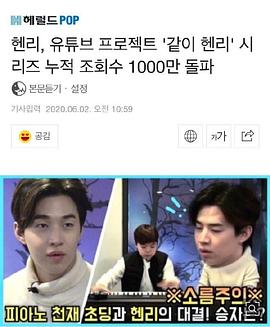 헤럴드POP
헨리, 유튜브 프로젝트 '같이 헨리' 시
리즈 누적 조회수 1000만 돌파
본문듣기 · 설정
기사입력 2020.06.02. 오전 10:59
공감
가가
※소름주의※
피아노 천재 초딩과 헨리의 대결! 승자는?